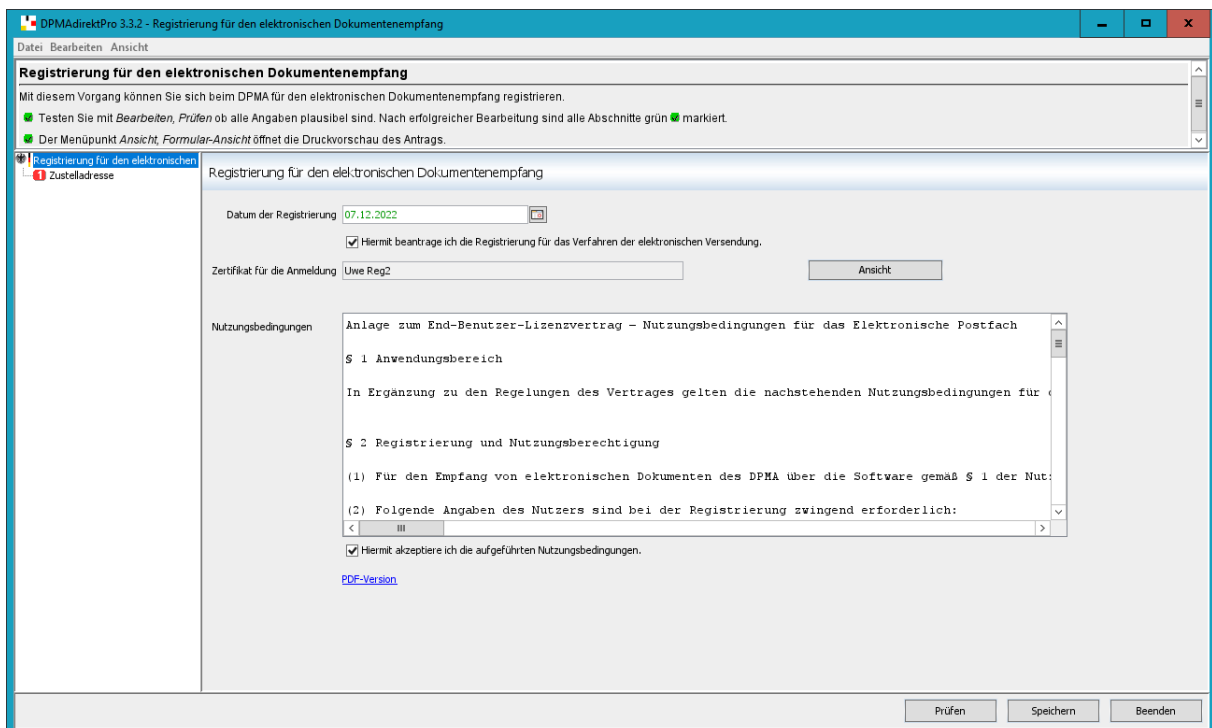 DPMAdirektPro 3.3.2 - Registrierung für den elektronischen Dokumentenempfang
Datei Bearbeiten Ansicht
Registrierung für den elektronischen Dokumentenempfang
Mit diesem Vorgang können Sie sich beim DPMA für den elektronischen Dokumentenempfang registrieren.
Testen Sie mit Bearbeiten, Prüfen ob alle Angaben plausibel sind. Nach erfolgreicher Bearbeitung sind alle Abschnitte grün markiert.
Der Menüpunkt Ansicht, Formular-Ansicht öffnet die Druckvorschau des Antrags.
Registrierung für den elektronischen
1 Zustelladresse
Registrierung für den elektronischen Dokumentenempfang
Datum der Registrierung 07.12.2022
Hiermit beantrage ich die Registrierung für das Verfahren der elektronischen Versendung.
Zertifikat für die Anmeldung Uwe Reg2 Ansicht
Nutzungsbedingungen
Anlage zum End-Benutzer-Lizenzvertrag – Nutzungsbedingungen für das Elektronische Postfach
§ 1 Anwendungsbereich
In Ergänzung zu den Regelungen des Vertrages gelten die nachstehenden Nutzungsbedingungen für
§ 2 Registrierung und Nutzungsberechtigung
(1) Für den Empfang von elektronischen Dokumenten des DPMA über die Software gemäß § 1 der Nut
(2) Folgende Angaben des Nutzers sind bei der Registrierung zwingend erforderlich:
Hiermit akzeptiere ich die aufgeführten Nutzungsbedingungen.
PDF-Version
Prüfen Speichern Beenden